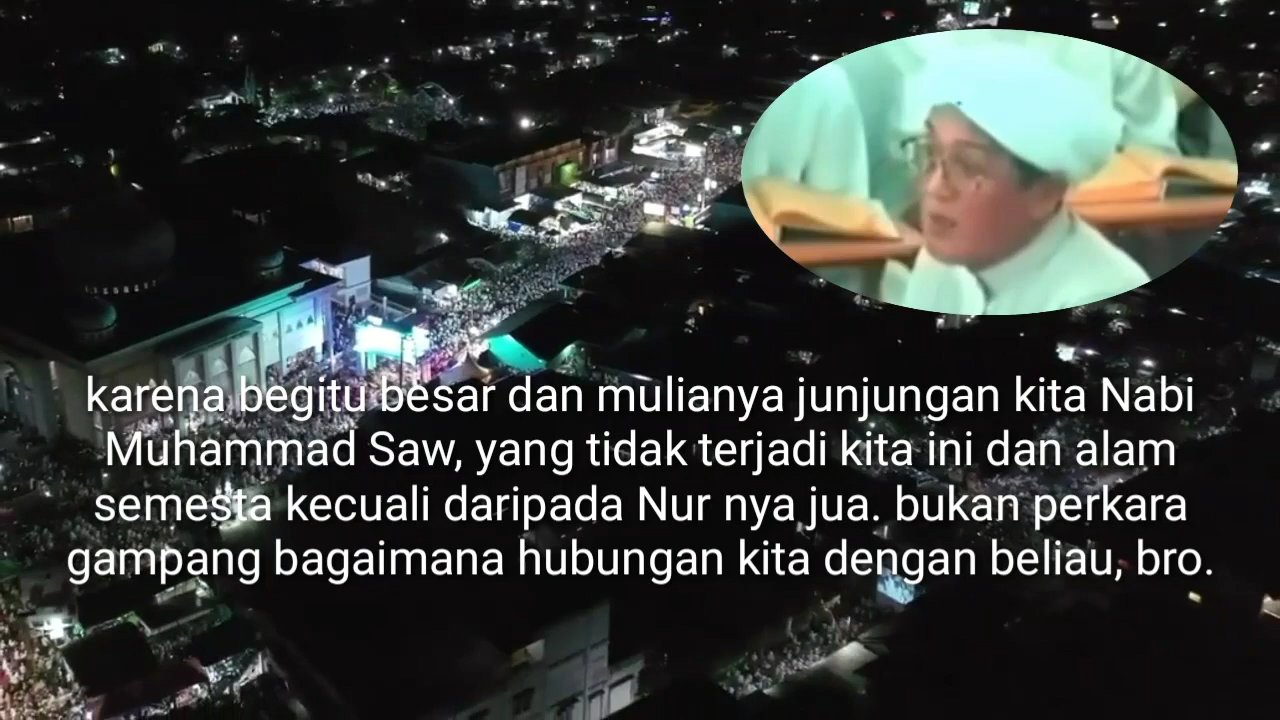 karena begitu besar dan mulianya junjungan kita Nabi
Muhammad Saw, yang tidak terjadi kita ini dan alam
semesta kecuali daripada Nur nya jua. bukan perkara
gampang bagaimana hubungan kita dengan beliau, bro.